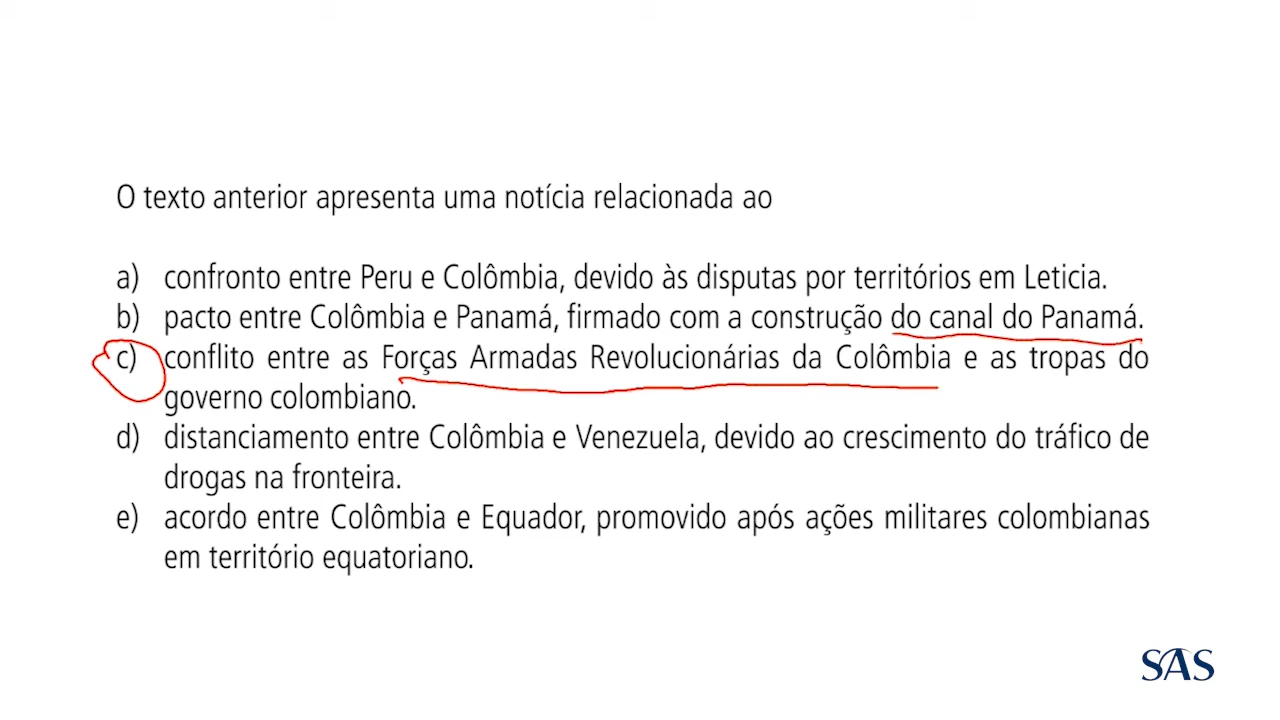 O texto anterior apresenta uma notícia relacionada ao
a) confronto entre Peru e Colômbia, devido às disputas por territórios em Leticia.
b) pacto entre Colômbia e Panamá, firmado com a construção do canal do Panamá.
c) conflito entre as Forças Armadas Revolucionárias da Colômbia e as tropas do
governo colombiano.
d) distanciamento entre Colômbia e Venezuela, devido ao crescimento do tráfico de
drogas na fronteira.
e) acordo entre Colômbia e Equador, promovido após ações militares colombianas
em território equatoriano.
SAS